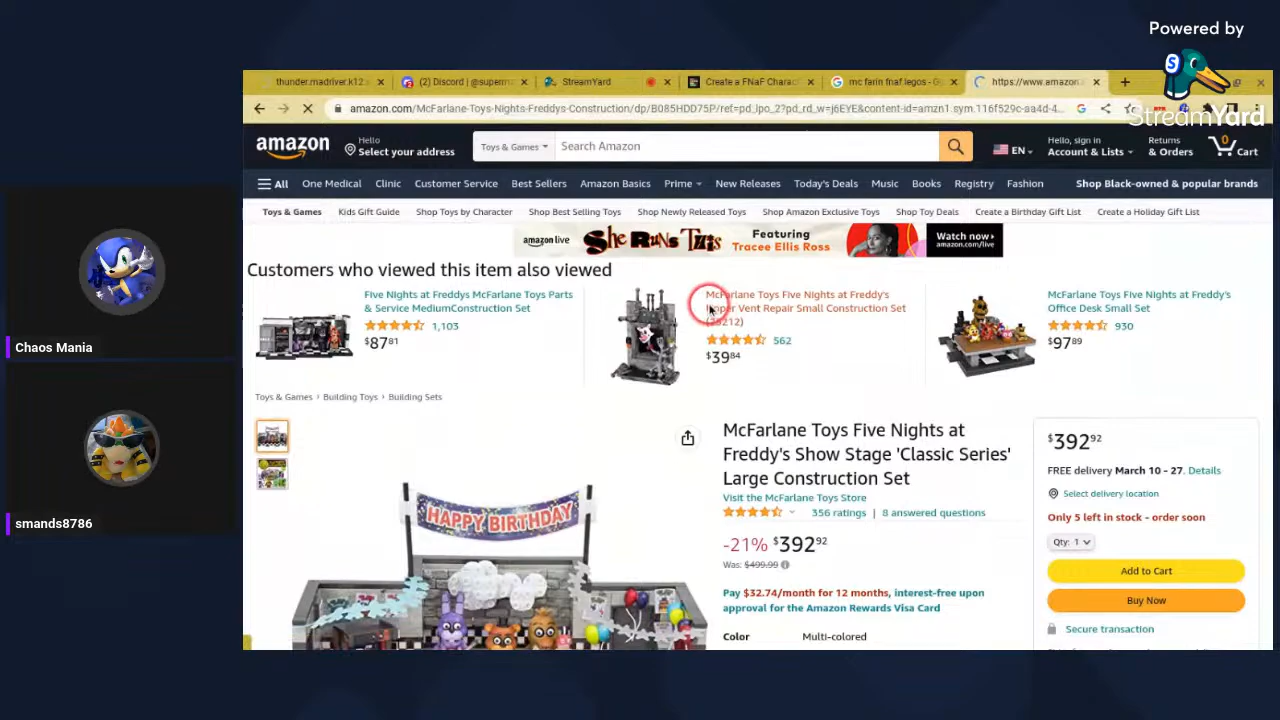 Powered by
StreamYard
thunder.madriver.k12.
(2) Discord | @superm
StreamYard
Create a FNaF Charac
mc farln fnaf legos - G
https://www.amazon
amazon.com/McFarlane-Toys-Nights-Freddys-Construction/dp/B085HDD75P/ref=pd_lpo_2?pd_rd_w=j6EYE&content-id=amzn1.sym.116f529c-aa4d-4...
amazon
Hello
Select your address
Toys & Games
Search Amazon
EN
Hello, sign in
Account & Lists
Returns
& Orders
0
Cart
All
One Medical
Clinic
Customer Service
Best Sellers
Amazon Basics
Prime
New Releases
Today's Deals
Music
Books
Registry
Fashion
Shop Black-owned & popular brands
Toys & Games
Kids Gift Guide
Shop Toys by Character
Shop Best Selling Toys
Shop Newly Released Toys
Shop Amazon Exclusive Toys
Shop Toy Deals
Create a Birthday Gift List
Create a Holiday Gift List
amazon live
She Runs This
Featuring
Tracee Ellis Ross
Watch now
amazon.com/live
Customers who viewed this item also viewed
Five Nights at Freddys McFarlane Toys Parts
& Service MediumConstruction Set
1,103
$87 81
McFarlane Toys Five Nights at Freddy's
Upper Vent Repair Small Construction Set
(25212)
562
$39 84
McFarlane Toys Five Nights at Freddy's
Office Desk Small Set
930
$97 89
Toys & Games › Building Toys › Building Sets
HAPPY BIRTHDAY
McFarlane Toys Five Nights at
Freddy's Show Stage 'Classic Series'
Large Construction Set
Visit the McFarlane Toys Store
356 ratings | 8 answered questions
-21% $392 92
Was: $499.99
Pay $32.74/month for 12 months, interest-free upon
approval for the Amazon Rewards Visa Card
Color Multi-colored
$392 92
FREE delivery March 10 - 27. Details
Select delivery location
Only 5 left in stock - order soon
Qty: 1
Add to Cart
Buy Now
Secure transaction
Chaos Mania
smands8786